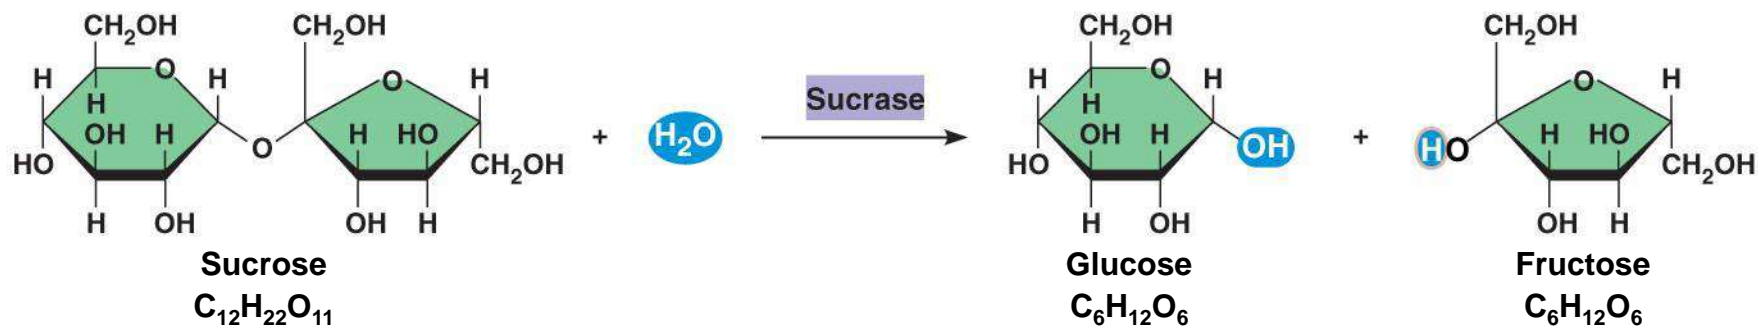 CH₂OH CH₂OH CH₂OH CH₂OH
H O H O H H O H O H
Sucrase
H H
OH H H HO + H₂O OH H OH + HO H HO
HO O CH₂OH HO CH₂OH
H OH OH H H OH OH H
Sucrose Glucose Fructose
C₁₂H₂₂O₁₁ C₆H₁₂O₆ C₆H₁₂O₆